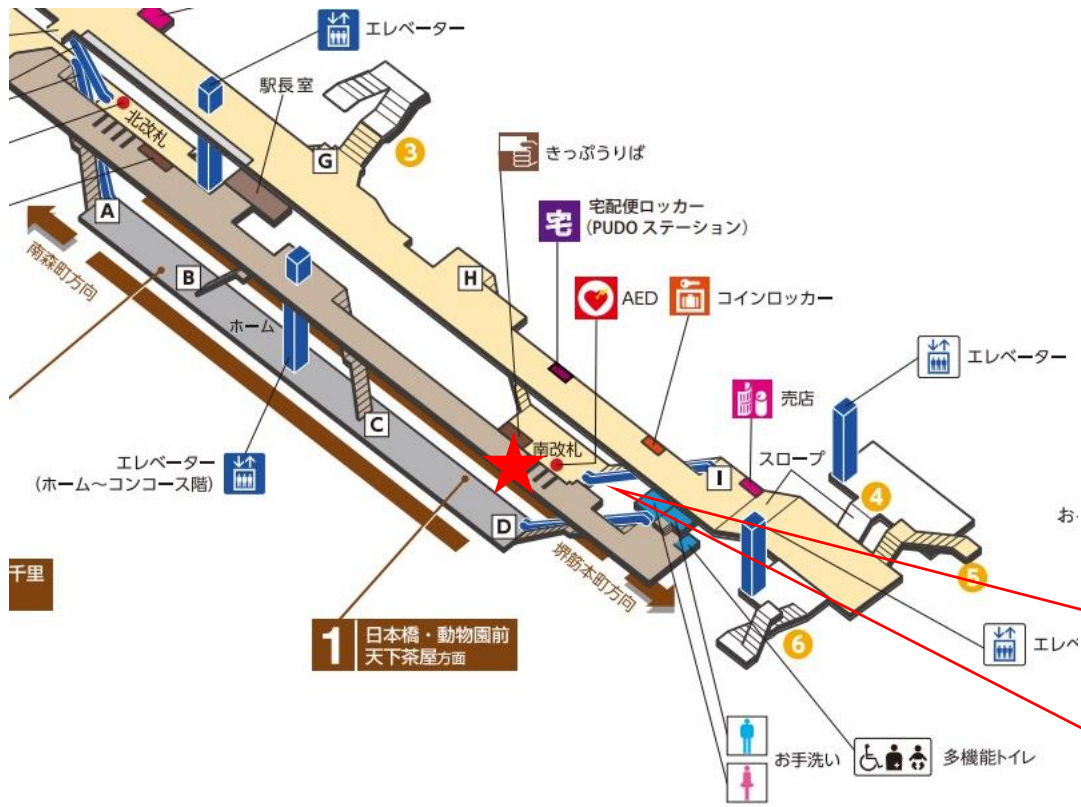 エレベーター
駅長室
北改札
3
G
きっぷうりば
宅
宅配便ロッカー
(PUDOステーション)
A
南森町方向
B
H
AED
コインロッカー
ホーム
エレベーター
売店
C
南改札
エレベーター
(ホーム~コンコース階)
I
スロープ
4
D
お
堺筋本町方向
5
千里
1
日本橋・動物園前
天下茶屋方面
6
エレベ
お手洗い
多機能トイレ